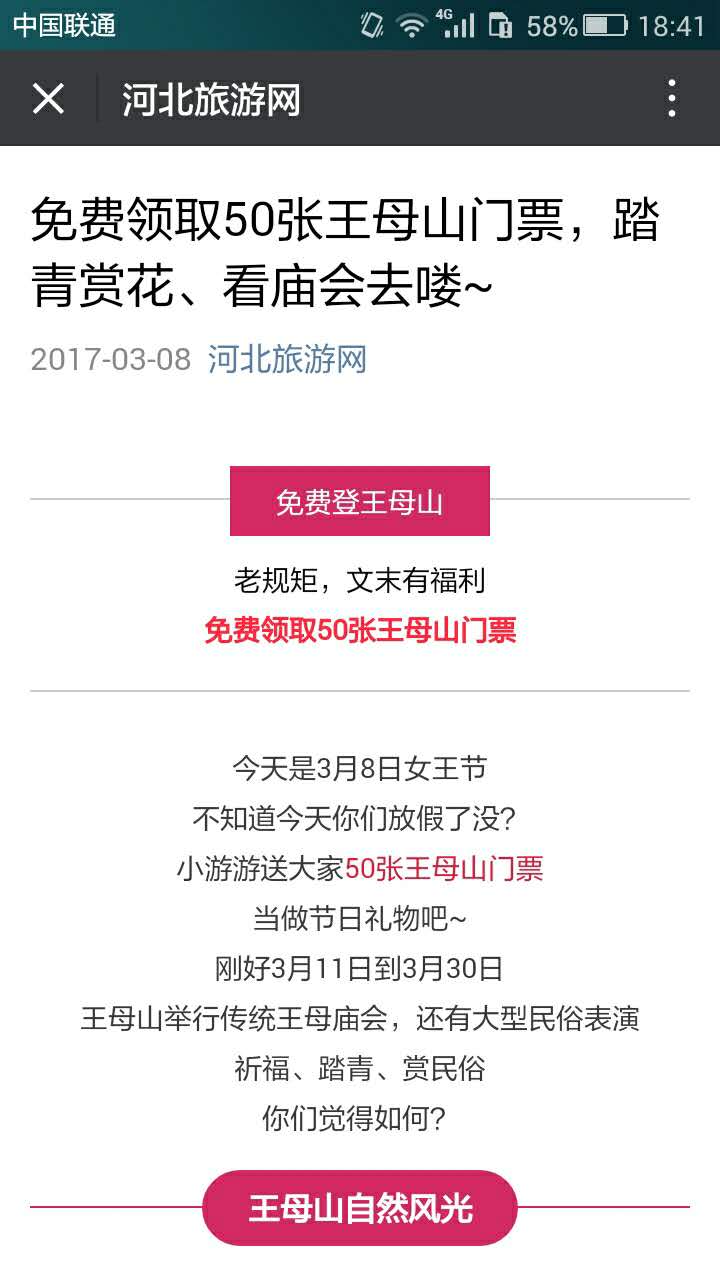 中国联通 4G 58% 18:41
河北旅游网
免费领取50张王母山门票，踏
青赏花、看庙会去喽~
2017-03-08 河北旅游网
免费登王母山
老规矩，文末有福利
免费领取50张王母山门票
今天是3月8日女王节
不知道今天你们放假了没？
小游游送大家50张王母山门票
当做节日礼物吧~
刚好3月11日到3月30日
王母山举行传统王母庙会，还有大型民俗表演
祈福、踏青、赏民俗
你们觉得如何？
王母山自然风光